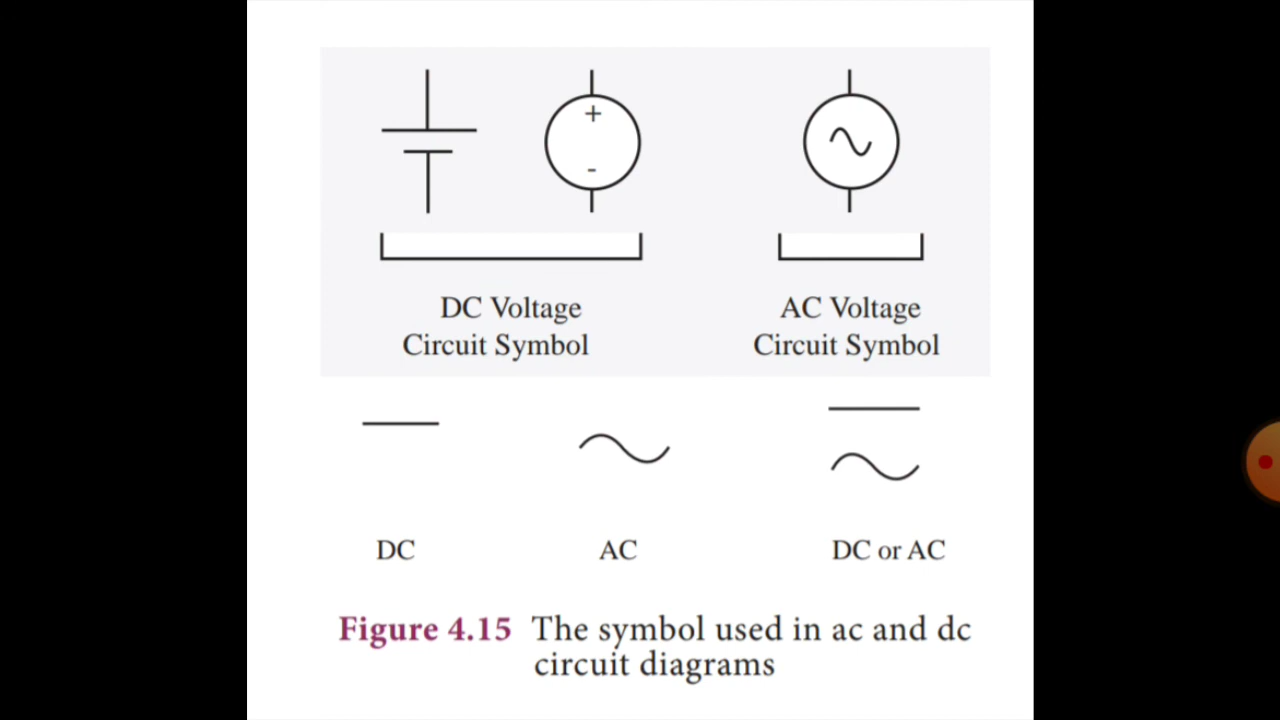 +
-
DC Voltage
Circuit Symbol
AC Voltage
Circuit Symbol
DC
AC
DC or AC
Figure 4.15 The symbol used in ac and dc
circuit diagrams